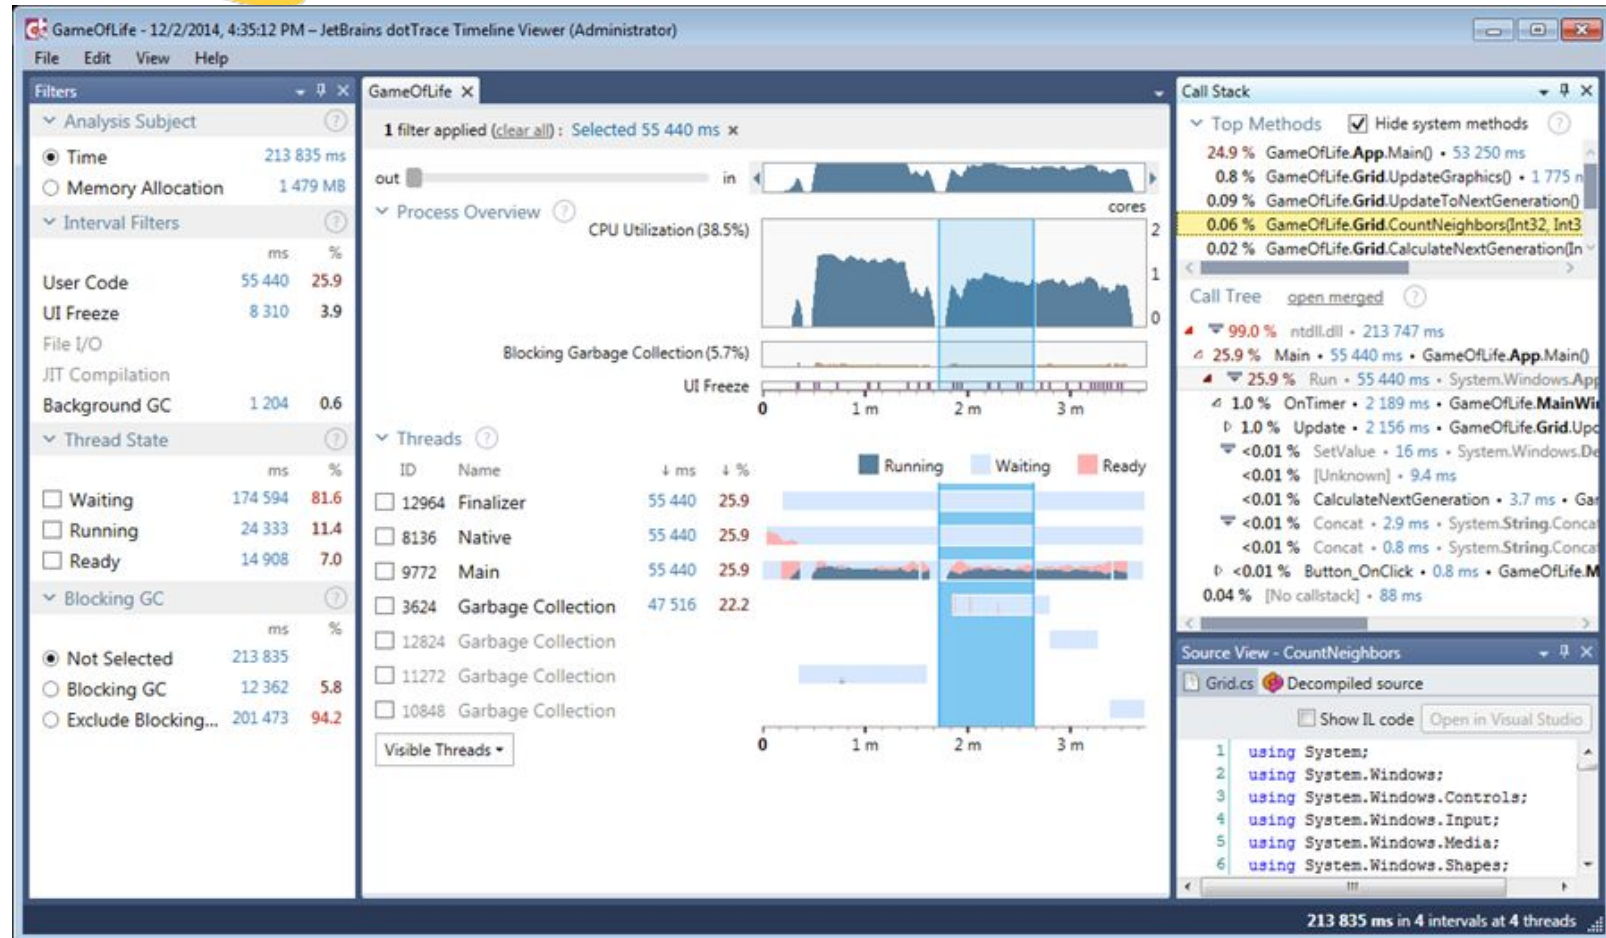 GameOfLife - 12/2/2014, 4:35:12 PM – JetBrains dotTrace Timeline Viewer (Administrator)
File Edit View Help
Filters
Analysis Subject ?
Time 213 835 ms
Memory Allocation 1 479 MB
Interval Filters ?
ms %
User Code 55 440 25.9
UI Freeze 8 310 3.9
File I/O
JIT Compilation
Background GC 1 204 0.6
Thread State ?
ms %
Waiting 174 594 81.6
Running 24 333 11.4
Ready 14 908 7.0
Blocking GC ?
ms %
Not Selected 213 835
Blocking GC 12 362 5.8
Exclude Blocking... 201 473 94.2
GameOfLife
1 filter applied (clear all) : Selected 55 440 ms ×
out in
Process Overview ? cores
CPU Utilization (38.5%) 2
1
0
Blocking Garbage Collection (5.7%)
UI Freeze
0 1 m 2 m 3 m
Threads ?
Running Waiting Ready
ID Name ↓ ms ↓ %
12964 Finalizer 55 440 25.9
8136 Native 55 440 25.9
9772 Main 55 440 25.9
3624 Garbage Collection 47 516 22.2
12824 Garbage Collection
11272 Garbage Collection
10848 Garbage Collection
Visible Threads
0 1 m 2 m 3 m
Call Stack
Top Methods Hide system methods ?
24.9 % GameOfLife.App.Main() • 53 250 ms
0.8 % GameOfLife.Grid.UpdateGraphics() • 1 775 n
0.09 % GameOfLife.Grid.UpdateToNextGeneration()
0.06 % GameOfLife.Grid.CountNeighbors(Int32, Int3
0.02 % GameOfLife.Grid.CalculateNextGeneration(In
Call Tree open merged ?
99.0 % ntdll.dll • 213 747 ms
25.9 % Main • 55 440 ms • GameOfLife.App.Main()
25.9 % Run • 55 440 ms • System.Windows.App
1.0 % OnTimer • 2 189 ms • GameOfLife.MainWin
1.0 % Update • 2 156 ms • GameOfLife.Grid.Upd
<0.01 % SetValue • 16 ms • System.Windows.De
<0.01 % [Unknown] • 9.4 ms
<0.01 % CalculateNextGeneration • 3.7 ms • Gar
<0.01 % Concat • 2.9 ms • System.String.Concat
<0.01 % Concat • 0.8 ms • System.String.Concat
<0.01 % Button_OnClick • 0.8 ms • GameOfLife.M
0.04 % [No callstack] • 88 ms
Source View - CountNeighbors
Grid.cs Decompiled source
Show IL code Open in Visual Studio
1 using System;
2 using System.Windows;
3 using System.Windows.Controls;
4 using System.Windows.Input;
5 using System.Windows.Media;
6 using System.Windows.Shapes;
213 835 ms in 4 intervals at 4 threads